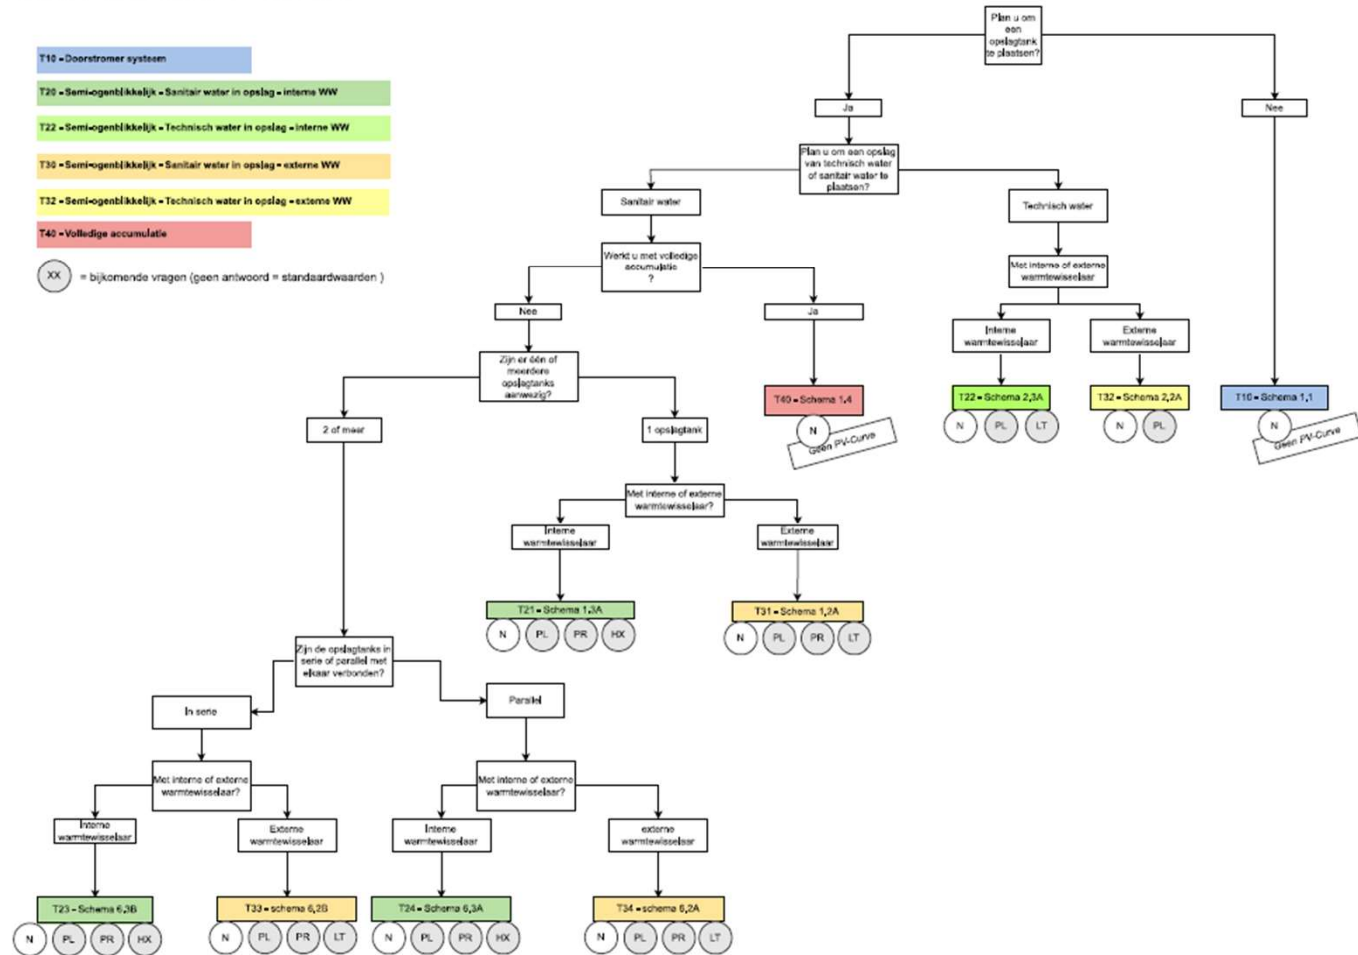 T10 = Doorstromer systeem
T20 = Semi-ogenblikkelijk = Sanitair water in opslag = interne WW
T22 = Semi-ogenblikkelijk = Technisch water in opslag = interne WW
T30 = Semi-ogenblikkelijk = Sanitair water in opslag = externe WW
T32 = Semi-ogenblikkelijk = Technisch water in opslag = externe WW
T40 = Volledige accumulatie
XX = bijkomende vragen (geen antwoord = standaardwaarden )
Plan u om
een
opslagtank
te plaatsen?
Ja
Nee
Plan u om een opslag
van technisch water
of sanitair water te
plaatsen?
Sanitair water
Technisch water
Werkt u met volledige
accumulatie
?
Met interne of externe
warmtewisselaar
Nee
Ja
Interne
warmtewisselaar
Externe
warmtewisselaar
Zijn er één of
meerdere
opslagtanks
aanwezig?
T40 = Schema 1,4
N
Geen PV-Curve
T22 = Schema 2,3A
N PL LT
T32 = Schema 2,2A
N PL
T10 = Schema 1,1
N
Geen PV-Curve
2 of meer
1 opslagtank
Met interne of externe
warmtewisselaar?
Interne
warmtewisselaar
Externe
warmtewisselaar
T21 = Schema 1,3A
N PL PR HX
T31 = Schema 1,2A
N PL PR LT
Zijn de opslagtanks in
serie of parallel met
elkaar verbonden?
In serie
Parallel
Met interne of externe
warmtewisselaar?
Met interne of externe
warmtewisselaar?
Interne
warmtewisselaar
Externe
warmtewisselaar
Interne
warmtewisselaar
externe
warmtewisselaar
T23 = Schema 6,3B
N PL PR HX
T33 = schema 6,2B
N PL PR LT
T24 = Schema 6,3A
N PL PR HX
T34 = schema 6,2A
N PL PR LT